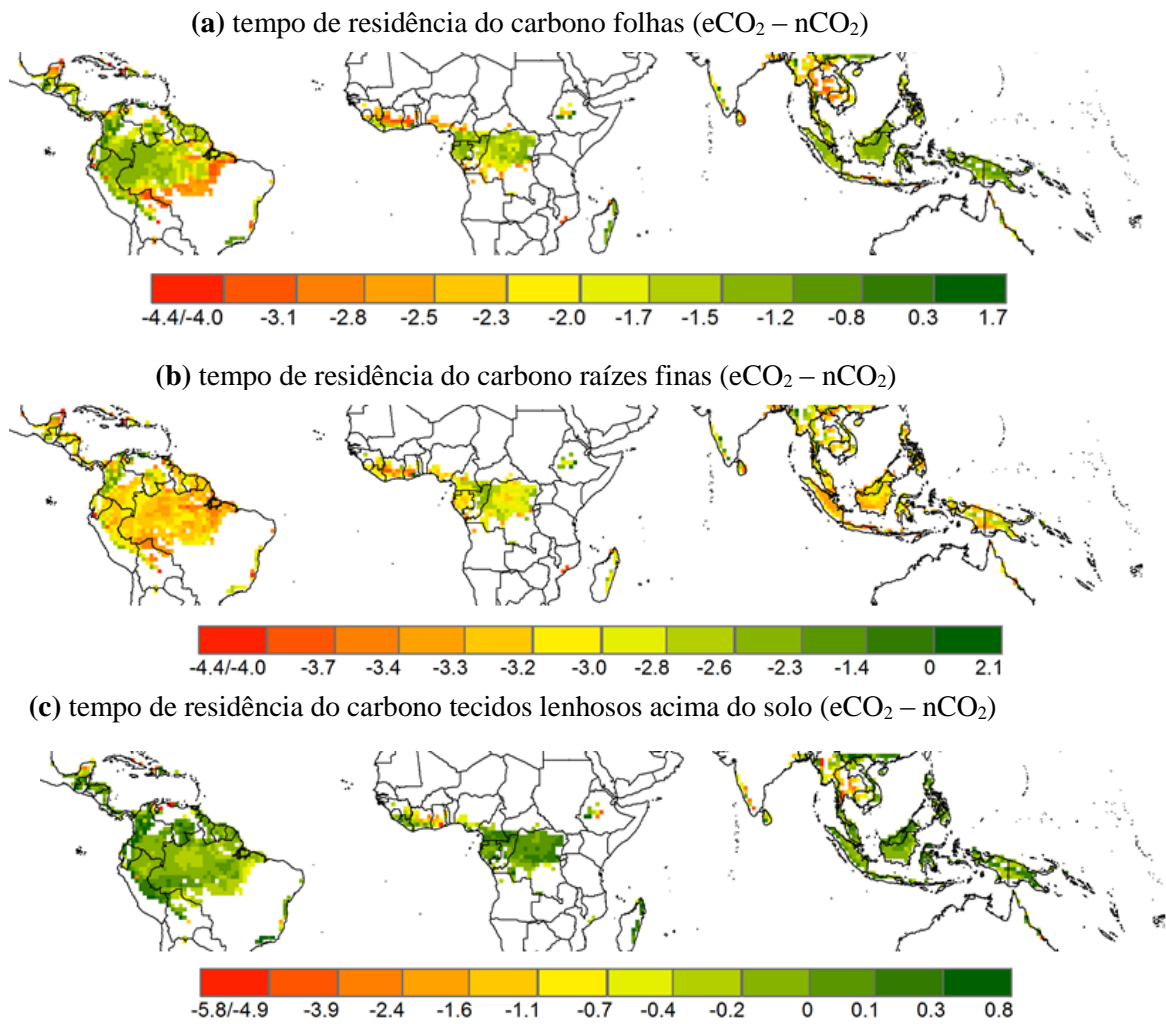 (a) tempo de residência do carbono folhas (eCO₂ – nCO₂)
-4.4/-4.0 -3.1 -2.8 -2.5 -2.3 -2.0 -1.7 -1.5 -1.2 -0.8 0.3 1.7
(b) tempo de residência do carbono raízes finas (eCO₂ – nCO₂)
-4.4/-4.0 -3.7 -3.4 -3.3 -3.2 -3.0 -2.8 -2.6 -2.3 -1.4 0 2.1
(c) tempo de residência do carbono tecidos lenhosos acima do solo (eCO₂ – nCO₂)
-5.8/-4.9 -3.9 -2.4 -1.6 -1.1 -0.7 -0.4 -0.2 0 0.1 0.3 0.8